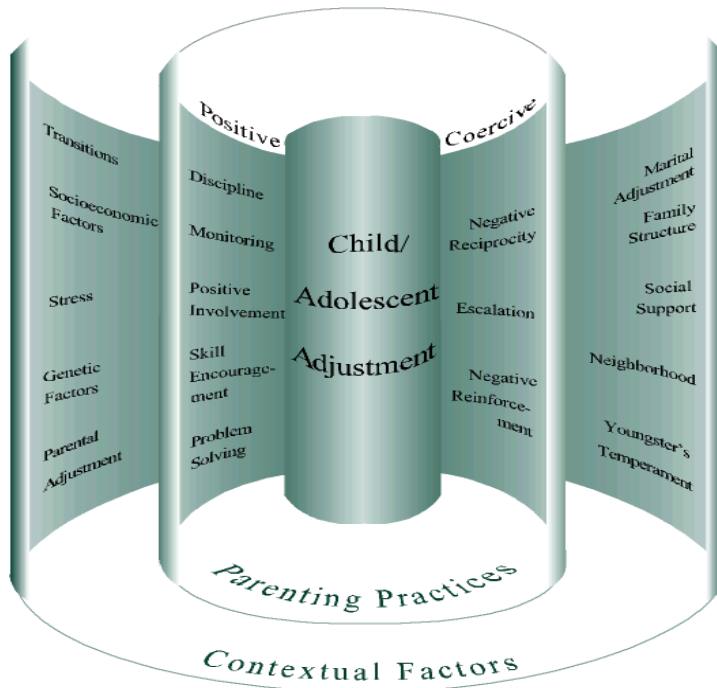 Transitions
Socioeconomic
Factors
Stress
Genetic
Factors
Parental
Adjustment
Positive
Discipline
Monitoring
Positive
Involvement
Skill
Encourage-
ment
Problem
Solving
Child/
Adolescent
Adjustment
Coercive
Negative
Reciprocity
Escalation
Negative
Reinforce-
ment
Marital
Adjustment
Family
Structure
Social
Support
Neighborhood
Youngster's
Temperament
Parenting Practices
Contextual Factors